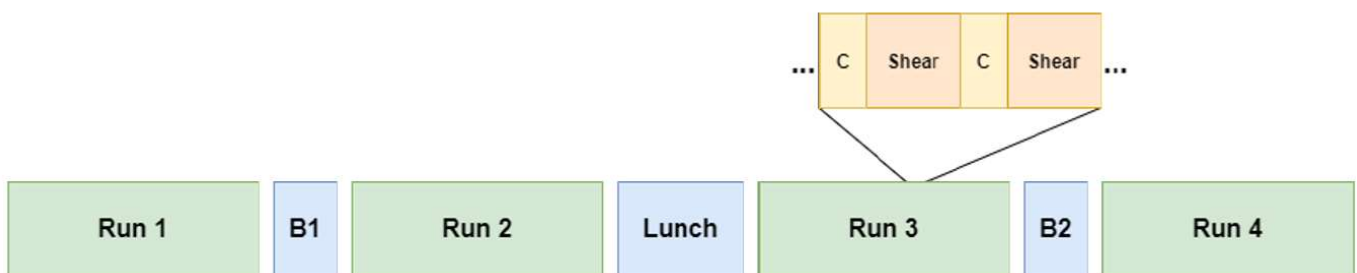 ... C Shear C Shear ...
Run 1 B1 Run 2 Lunch Run 3 B2 Run 4